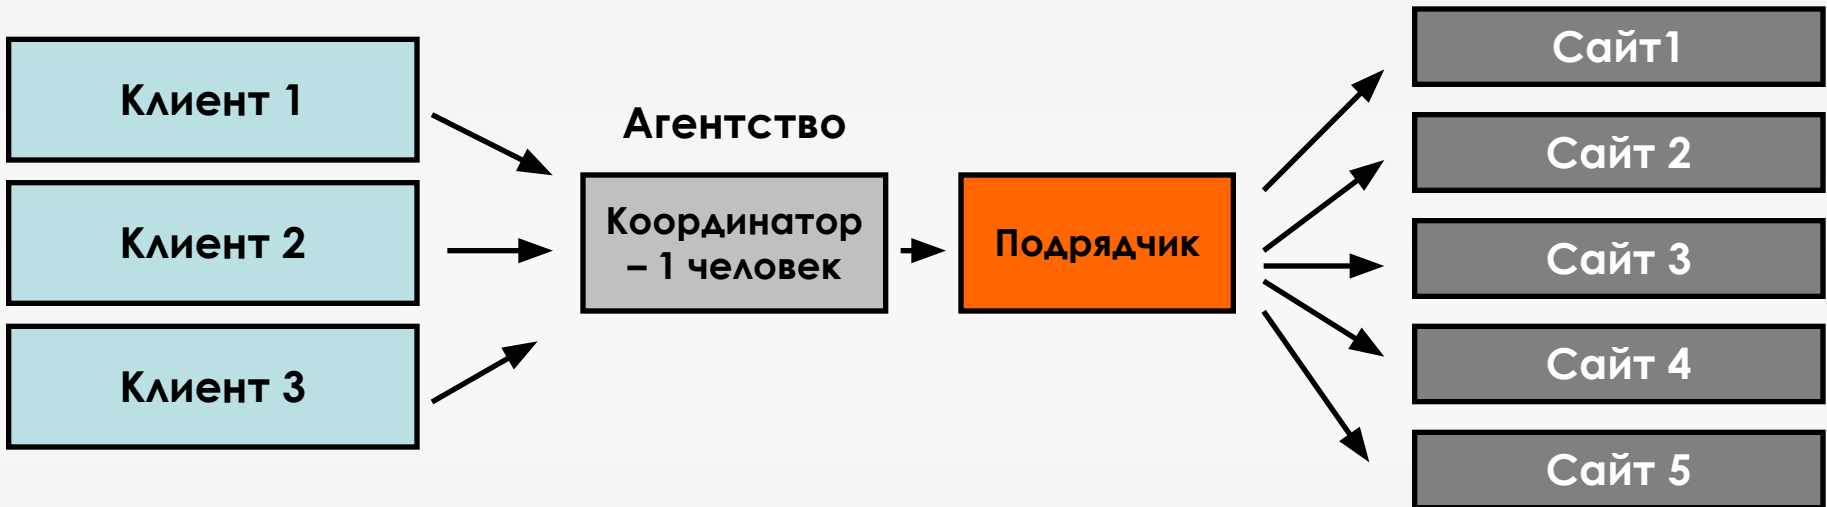 Клиент 1
Клиент 2
Клиент 3
Агентство
Координатор
– 1 человек
Подрядчик
Сайт1
Сайт 2
Сайт 3
Сайт 4
Сайт 5